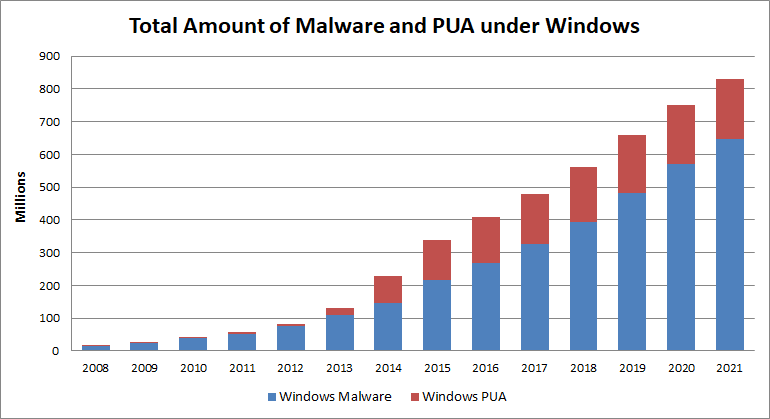 Total Amount of Malware and PUA under Windows
900
800
700
600
500
400
300
200
100
0
Millions
2008 2009 2010 2011 2012 2013 2014 2015 2016 2017 2018 2019 2020 2021
Windows Malware Windows PUA